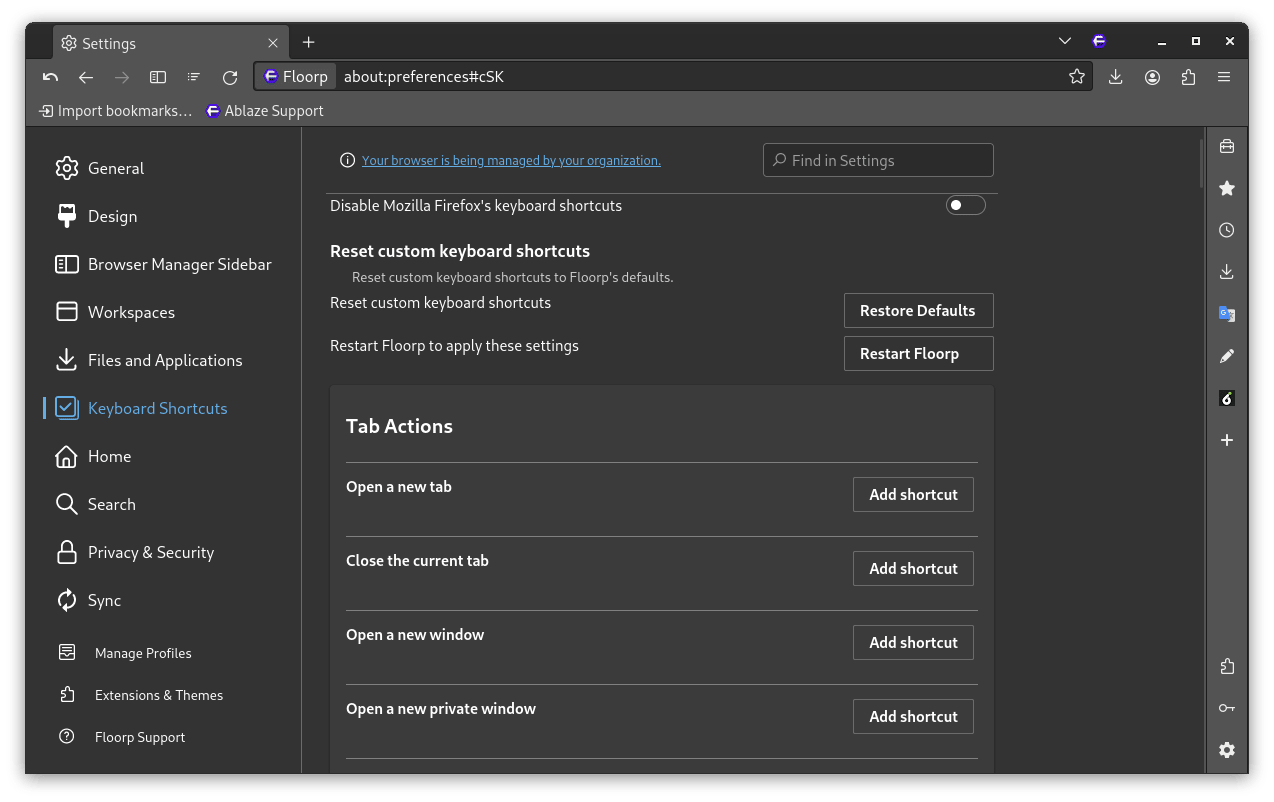 Settings
Floorp
about:preferences#cSK
Import bookmarks...
Ablaze Support
General
Design
Browser Manager Sidebar
Workspaces
Files and Applications
Keyboard Shortcuts
Home
Search
Privacy & Security
Sync
Manage Profiles
Extensions & Themes
Floorp Support
Your browser is being managed by your organization.
Find in Settings
Disable Mozilla Firefox's keyboard shortcuts
Reset custom keyboard shortcuts
Reset custom keyboard shortcuts to Floorp's defaults.
Reset custom keyboard shortcuts
Restore Defaults
Restart Floorp to apply these settings
Restart Floorp
Tab Actions
Open a new tab
Add shortcut
Close the current tab
Add shortcut
Open a new window
Add shortcut
Open a new private window
Add shortcut